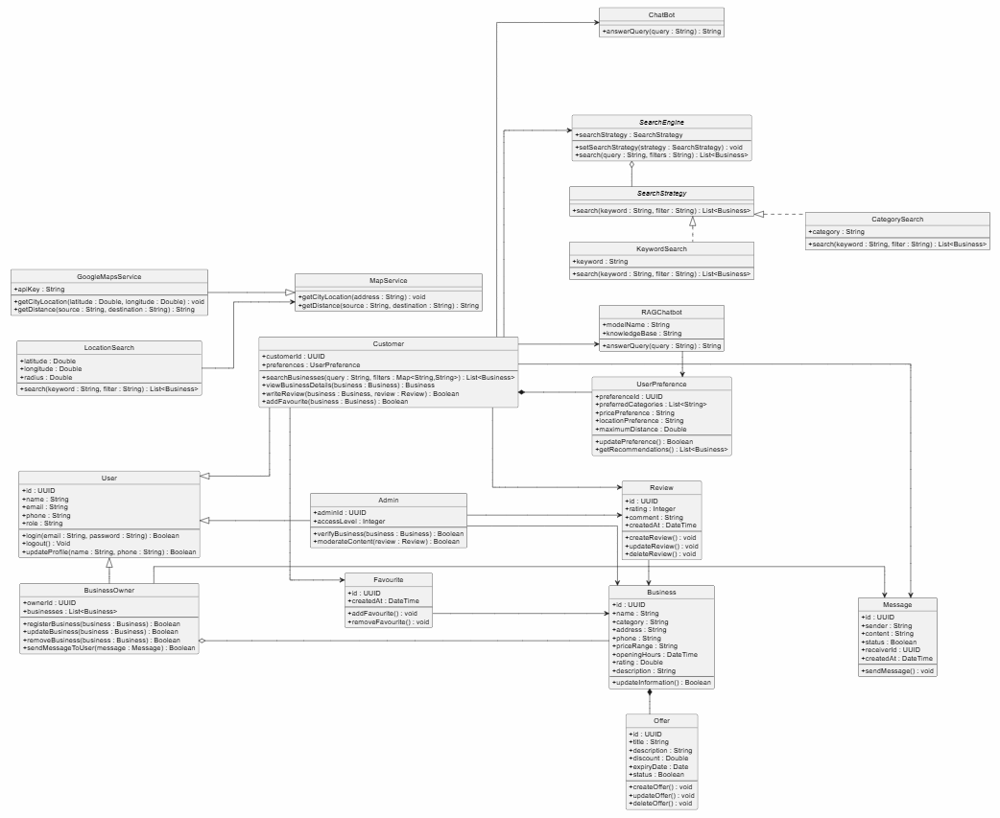 ChatBot
+answerQuery(query : String) : String
SearchEngine
+searchStrategy : SearchStrategy
+setSearchStrategy(strategy : SearchStrategy) : void
+search(query : String, filters : String) : List<Business>
SearchStrategy
+search(keyword : String, filter : String) : List<Business>
CategorySearch
+category : String
+search(keyword : String, filter : String) : List<Business>
KeywordSearch
+keyword : String
+search(keyword : String, filter : String) : List<Business>
GoogleMapsService
+apiKey : String
+getCityLocation(latitude : Double, longitude : Double) : void
+getDistance(source : String, destination : String) : String
MapService
+getCityLocation(address : String) : void
+getDistance(source : String, destination : String) : String
RAGChatbot
+modelName : String
+knowledgeBase : String
+answerQuery(query : String) : String
LocationSearch
+latitude : Double
+longitude : Double
+radius : Double
+search(keyword : String, filter : String) : List<Business>
Customer
+customerId : UUID
+preferences : UserPreference
+searchBusinesses(query : String, filters : Map<String,String>) : List<Business>
+viewBusinessDetails(business : Business) : Business
+writeReview(business : Business, review : Review) : Boolean
+addFavourite(business : Business) : Boolean
UserPreference
+preferenceId : UUID
+preferredCategories : List<String>
+pricePreference : String
+locationPreference : String
+maximumDistance : Double
+updatePreference() : Boolean
+getRecommendations() : List<Business>
User
+id : UUID
+name : String
+email : String
+phone : String
+role : String
+login(email : String, password : String) : Boolean
+logout() : Void
+updateProfile(name : String, phone : String) : Boolean
Admin
+adminId : UUID
+accessLevel : Integer
+verifyBusiness(business : Business) : Boolean
+moderateContent(review : Review) : Boolean
Review
+id : UUID
+rating : Integer
+comment : String
+createdAt : DateTime
+createReview() : void
+updateReview() : void
+deleteReview() : void
BusinessOwner
+ownerId : UUID
+businesses : List<Business>
+registerBusiness(business : Business) : Boolean
+updateBusiness(business : Business) : Boolean
+removeBusiness(business : Business) : Boolean
+sendMessageToUser(message : Message) : Boolean
Favourite
+id : UUID
+createdAt : DateTime
+addFavourite() : void
+removeFavourite() : void
Business
+id : UUID
+name : String
+category : String
+address : String
+phone : String
+priceRange : String
+openingHours : DateTime
+rating : Double
+description : String
+updateInformation() : Boolean
Message
+id : UUID
+sender : String
+content : String
+status : Boolean
+receiverId : UUID
+createdAt : DateTime
+sendMessage() : void
Offer
+id : UUID
+title : String
+description : String
+discount : Double
+expiryDate : Date
+status : Boolean
+createOffer() : void
+updateOffer() : void
+deleteOffer() : void